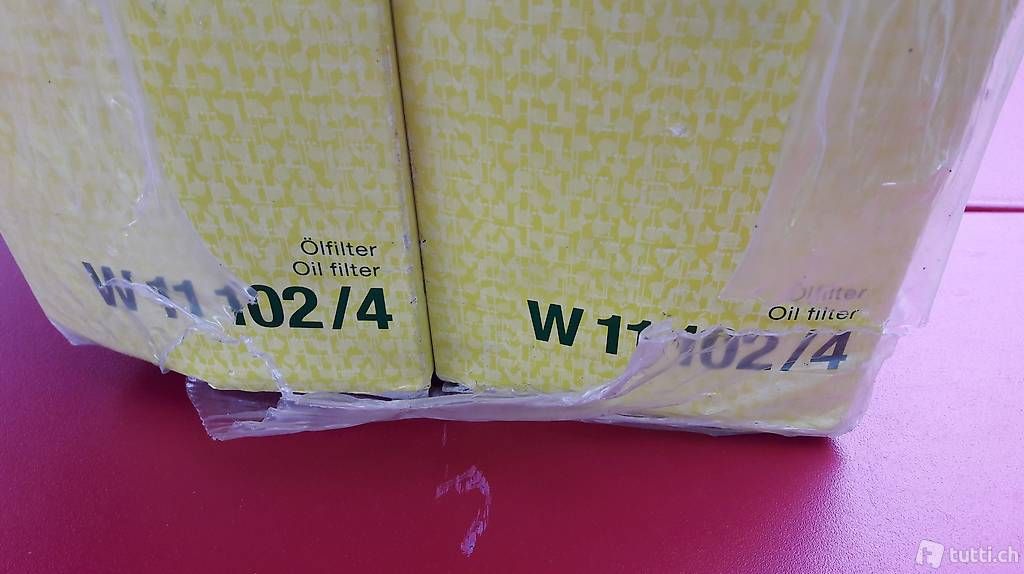 Ölfilter
Oil filter
W 11 102/4
Ölfilter
Oil filter
W 11 102/4
tutti.ch